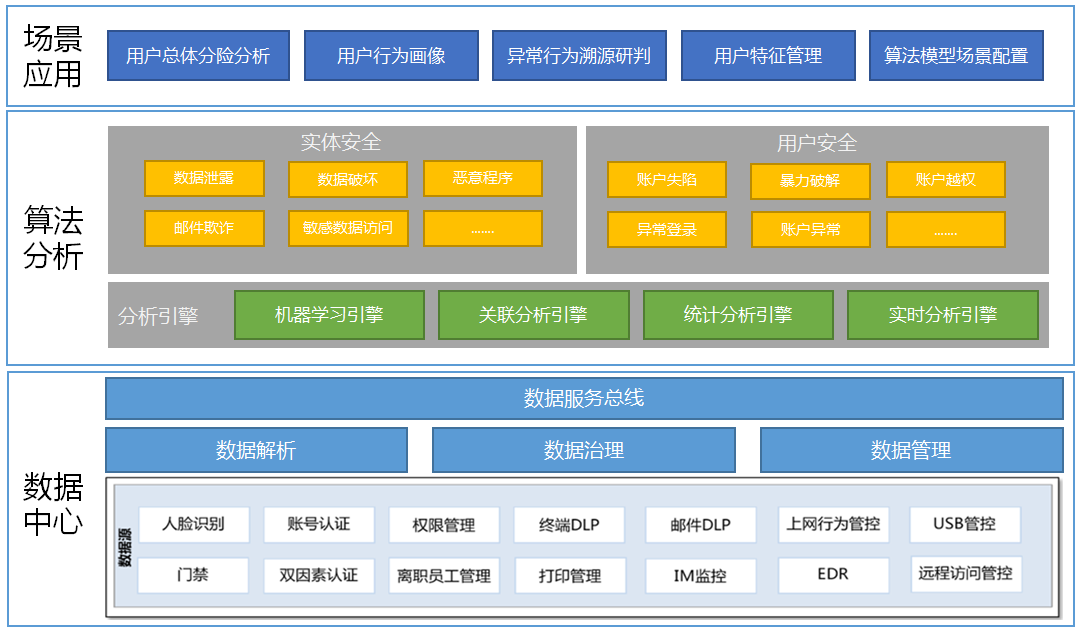 场景
应用
用户总体分险分析
用户行为画像
异常行为溯源研判
用户特征管理
算法模型场景配置
算法
分析
实体安全
数据泄露
数据破坏
恶意程序
邮件欺诈
敏感数据访问
.......
用户安全
账户失陷
暴力破解
账户越权
异常登录
账户异常
.......
分析引擎
机器学习引擎
关联分析引擎
统计分析引擎
实时分析引擎
数据
中心
数据服务总线
数据解析
数据治理
数据管理
数据源
人脸识别
账号认证
权限管理
终端DLP
邮件DLP
上网行为管控
USB管控
门禁
双因素认证
离职员工管理
打印管理
IM监控
EDR
远程访问管控